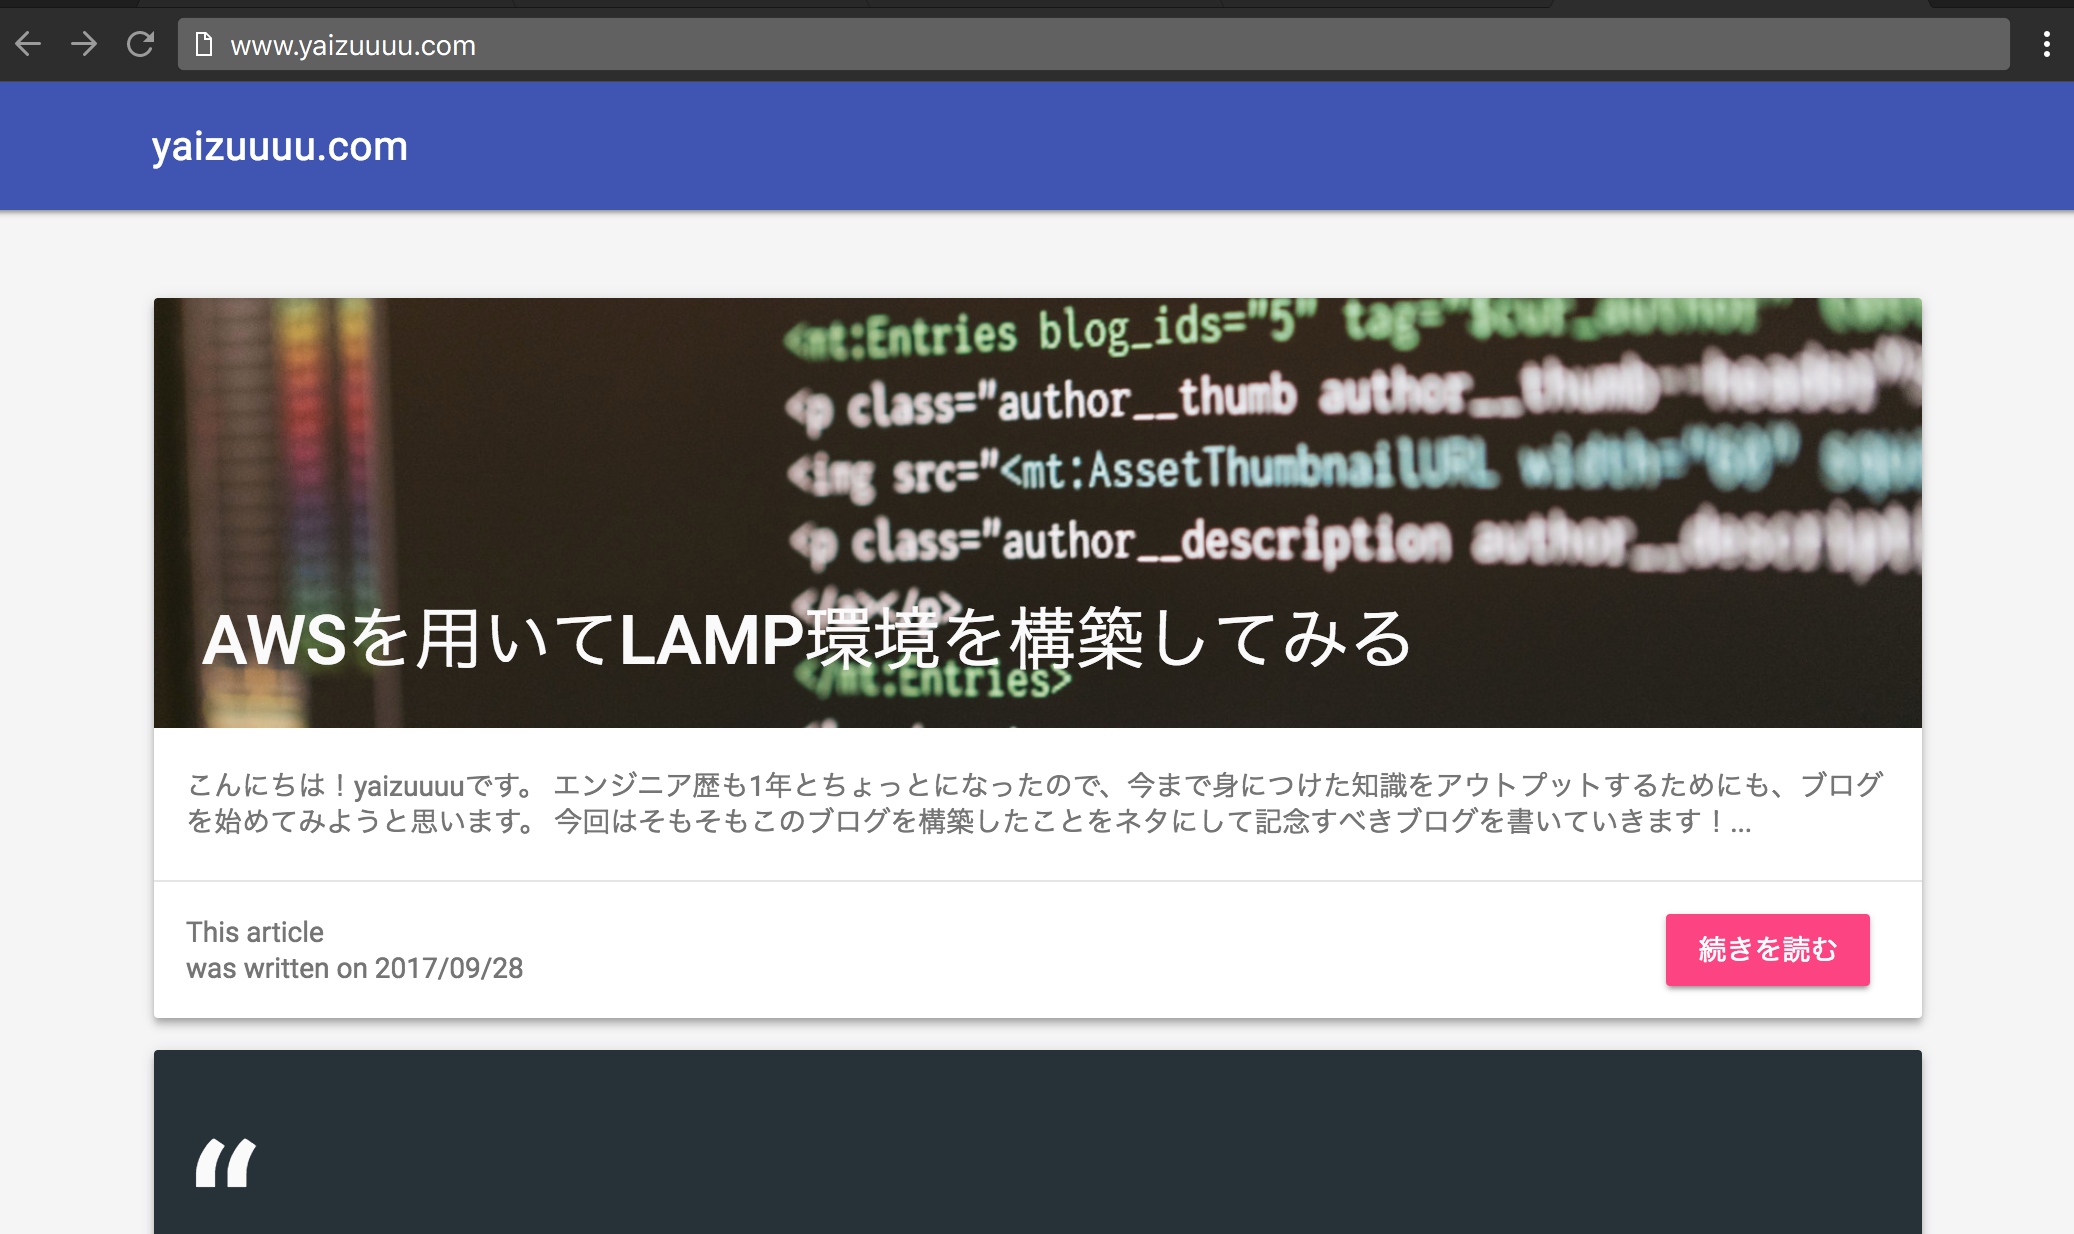 www.yaizuuuu.com
yaizuuuu.com
<mt:Entries blog_ids="5" tag="$cur_author"
<p class="author__thumb author__thumb--header"
<img src="<mt:AssetThumbnailURL width="60"
<p class="author__description author__descript
</p></p>
</mt:Entries>
AWSを用いてLAMP環境を構築してみる
こんにちは！yaizuuuuです。 エンジニア歴も1年とちょっとになったので、今まで身につけた知識をアウトプットするためにも、ブログ
を始めてみようと思います。 今回はそもそもこのブログを構築したことをネタにして記念すべきブログを書いていきます！...
This article
was written on 2017/09/28
続きを読む
“